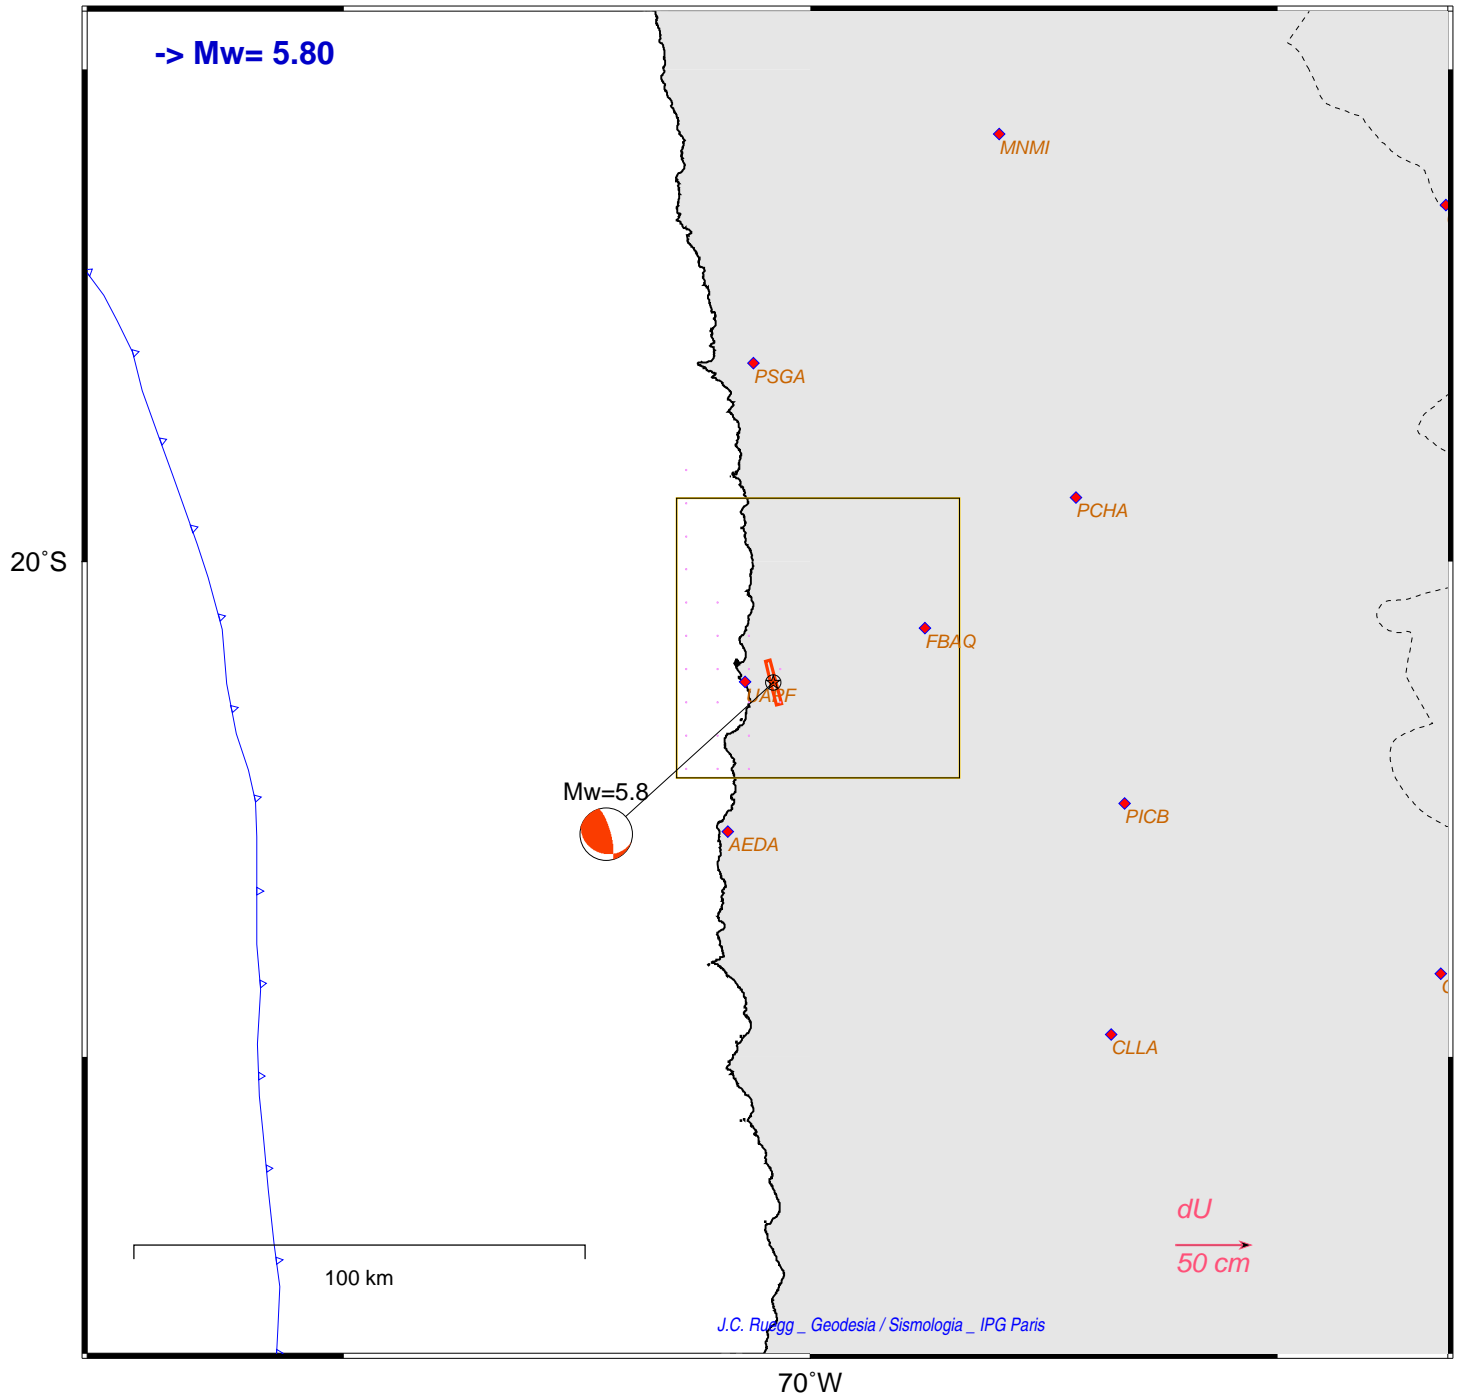 -> Mw= 5.80
MNMI
PSGA
PCHA
20°S
FBAQ
UAPF
Mw=5.8
PICB
AEDA
CLLA
dU
50 cm
100 km
J.C. Ruegg _ Geodesia / Sismologia _ IPG Paris
70°W